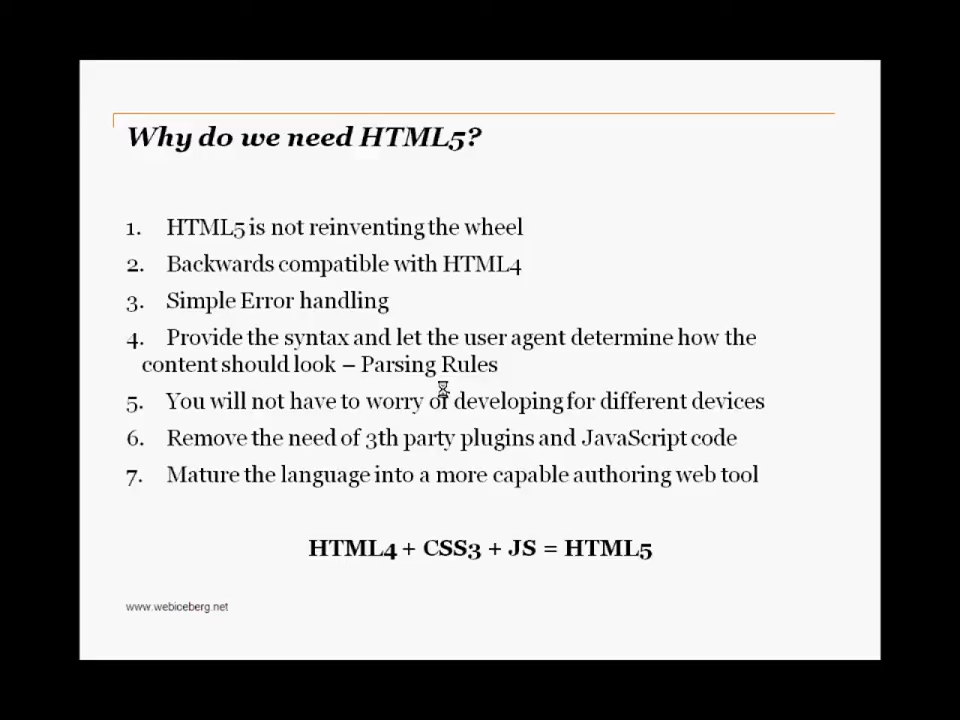 Why do we need HTML5?
1. HTML5 is not reinventing the wheel
2. Backwards compatible with HTML4
3. Simple Error handling
4. Provide the syntax and let the user agent determine how the
content should look – Parsing Rules
5. You will not have to worry of developing for different devices
6. Remove the need of 3th party plugins and JavaScript code
7. Mature the language into a more capable authoring web tool
HTML4 + CSS3 + JS = HTML5
www.webiceberg.net